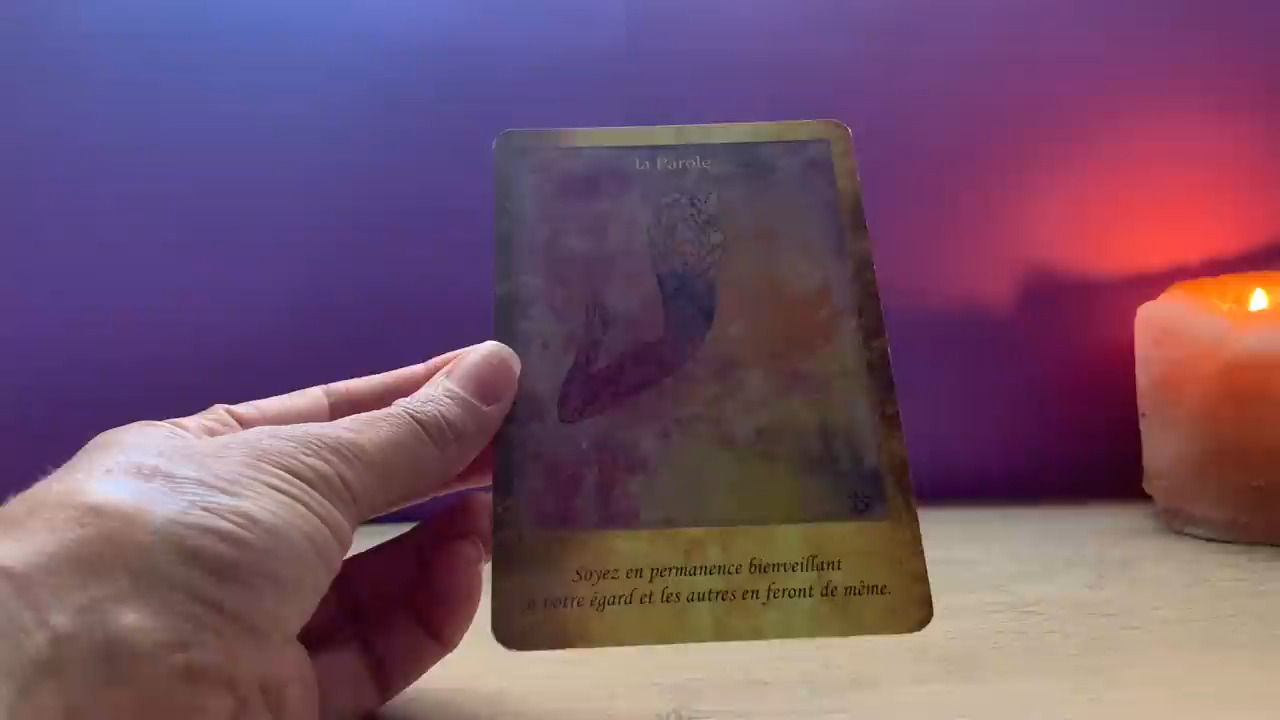 la Parole
Soyez en permanence bienveillant
à votre égard et les autres en feront de même.